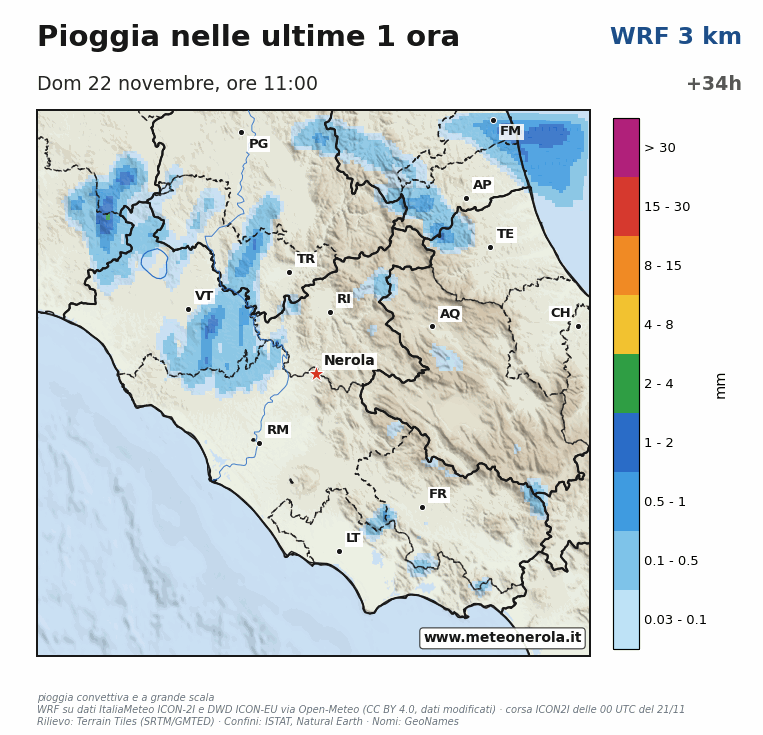 Pioggia nelle ultime 1 ora
WRF 3 km
Dom 22 novembre, ore 11:00
+34h
FM
PG
AP
TE
TR
VT
RI
AQ
CH
Nerola
RM
FR
LT
www.meteonerola.it
> 30
15 - 30
8 - 15
4 - 8
2 - 4
1 - 2
0.5 - 1
0.1 - 0.5
0.03 - 0.1
mm
pioggia convettiva e a grande scala
WRF su dati ItaliaMeteo ICON-2I e DWD ICON-EU via Open-Meteo (CC BY 4.0, dati modificati) · corsa ICON2I delle 00 UTC del 21/11
Rilievo: Terrain Tiles (SRTM/GMTED) · Confini: ISTAT, Natural Earth · Nomi: GeoNames